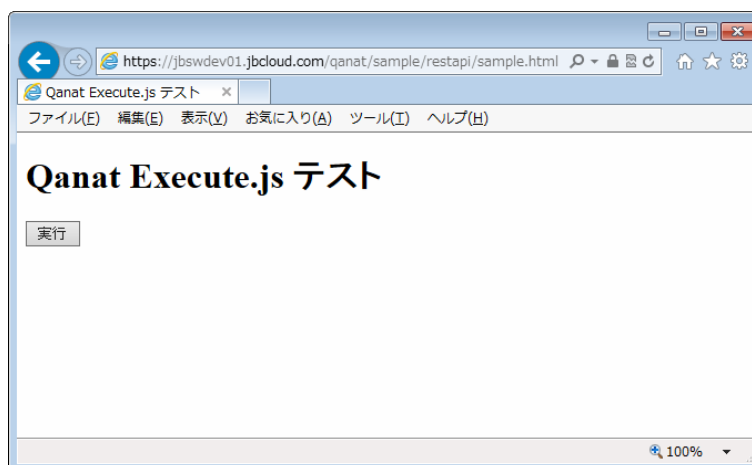 https://jbswdev01.jbcloud.com/qanat/sample/restapi/sample.html
Qanat Execute.js テスト
ファイル(F) 編集(E) 表示(V) お気に入り(A) ツール(T) ヘルプ(H)
Qanat Execute.js テスト
実行
100%